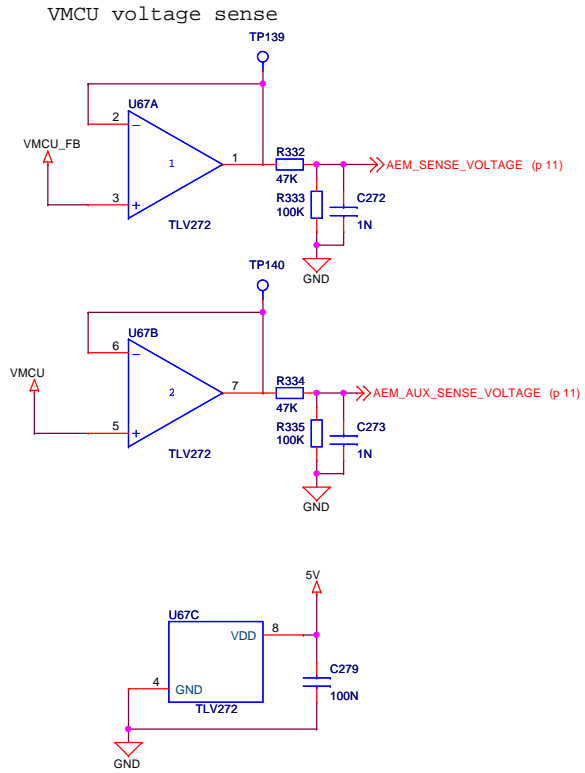 VMCU voltage sense
TP139
U67A
2
−
VMCU_FB
1
1
3
+
TLV272
R332
47K
AEM_SENSE_VOLTAGE (p 11)
R333
100K
C272
1N
GND
TP140
U67B
6
−
VMCU
2
7
5
+
TLV272
R334
47K
AEM_AUX_SENSE_VOLTAGE (p 11)
R335
100K
C273
1N
GND
5V
U67C
VDD
8
4
GND
TLV272
C279
100N
GND